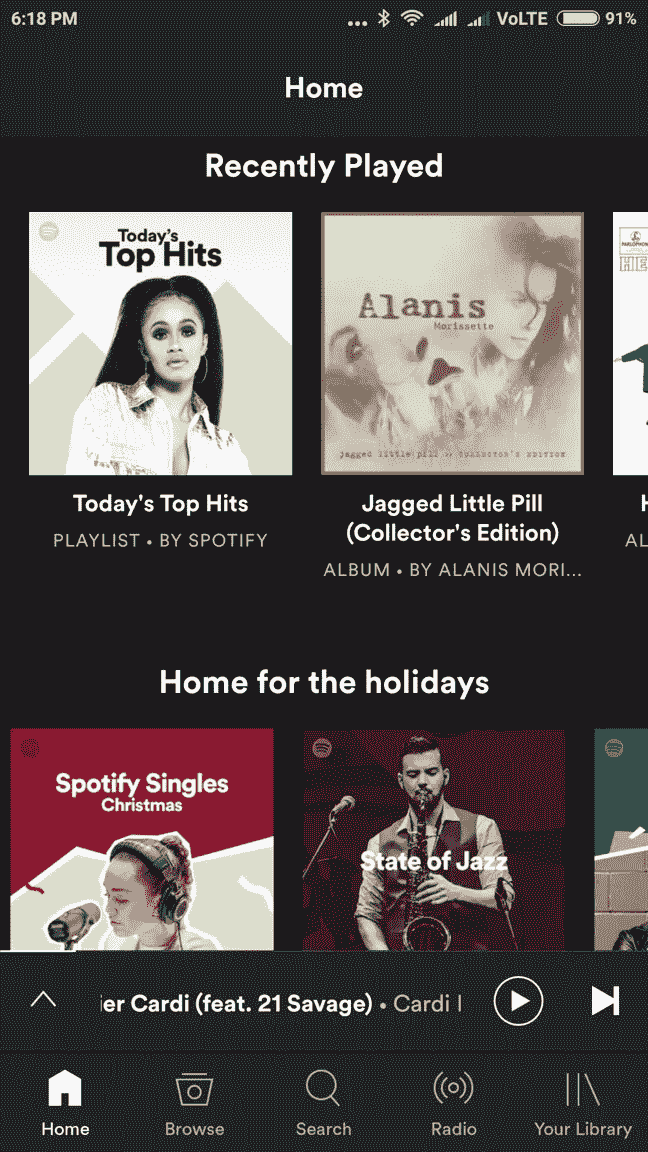 6:18 PM
... VoLTE 91%
Home
Recently Played
Today's
Top Hits
Alanis
Morissette
jagged little pill >> COLLECTOR'S EDITION
PARLOPHONE
HE
Today's Top Hits
PLAYLIST • BY SPOTIFY
Jagged Little Pill
(Collector's Edition)
ALBUM • BY ALANIS MORI...
H
AL
Home for the holidays
Spotify Singles
Christmas
State of Jazz
ier Cardi (feat. 21 Savage) • Cardi
Home
Browse
Search
Radio
Your Library